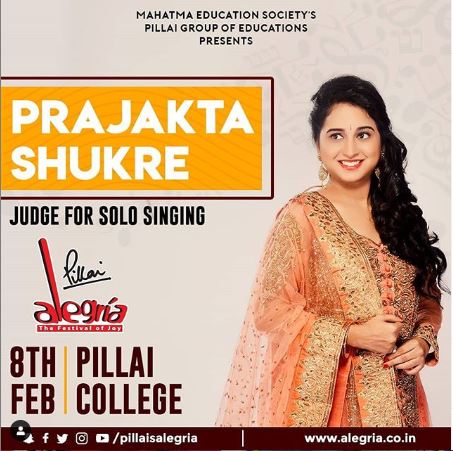 MAHATMA EDUCATION SOCIETY'S
PILLAI GROUP OF EDUCATIONS
PRESENTS
PRAJAKTA
SHUKRE
JUDGE FOR SOLO SINGING
Pillai
alegria
The Festival of Joy
8TH
FEB
PILLAI
COLLEGE
/pillaisalegria
www.alegria.co.in